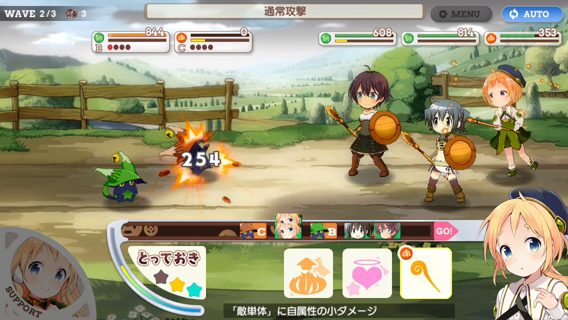 WAVE 2/3 3
通常攻撃
MENU
AUTO
844
B
0
C
608
814
353
254
C
B
GO!
とっておき
SUPPORT
「敵単体」に自属性の小ダメージ